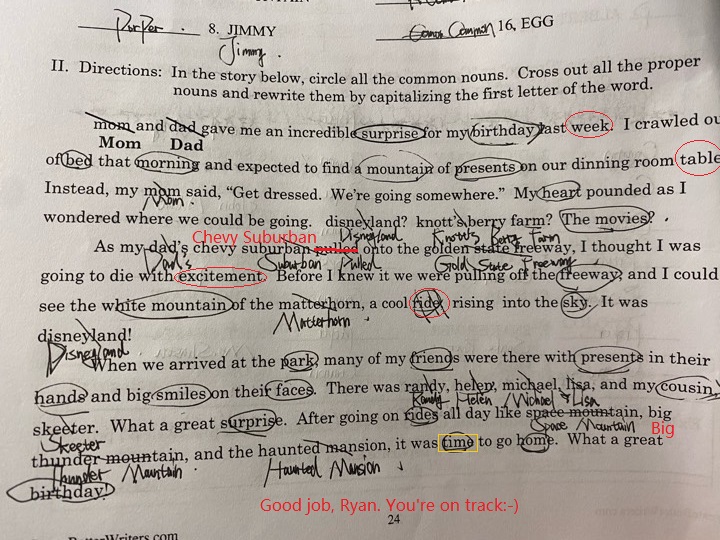 PurPor. 8. JIMMY Common 16, EGG
Jimmy.
II. Directions: In the story below, circle all the common nouns. Cross out all the proper
nouns and rewrite them by capitalizing the first letter of the word.
mom and dad gave me an incredible surprise for my birthday last week. I crawled ou
Mom Dad
of bed that morning and expected to find a mountain of presents on our dinning room table
Instead, my mom said, “Get dressed. We’re going somewhere.” My heart pounded as I
Mom.
wondered where we could be going. disneyland? knott’s berry farm? The movies?
Chevy Suburban Disneyland Knott's Berry Farm
As my dad’s chevy suburban pulled onto the golden state freeway, I thought I was
Dad's Suburban Pulled Gold State Freeway
going to die with excitement. Before I knew it we were pulling off the freeway, and I could
see the white mountain of the matterhorn, a cool ride rising into the sky. It was
Matterhorn.
disneyland!
Disneyland
When we arrived at the park, many of my friends were there with presents in their
hands and big smiles on their faces. There was randy, helen, michael, lisa, and my cousin,
Randy Helen Michael Lisa
skeeter. What a great surprise. After going on rides all day like space mountain, big
Skeeter Space Mountain Big
thunder mountain, and the haunted mansion, it was time to go home. What a great
Thunder Mountain Haunted Mansion
birthday!
Good job, Ryan. You're on track:-)
24
Writers.com